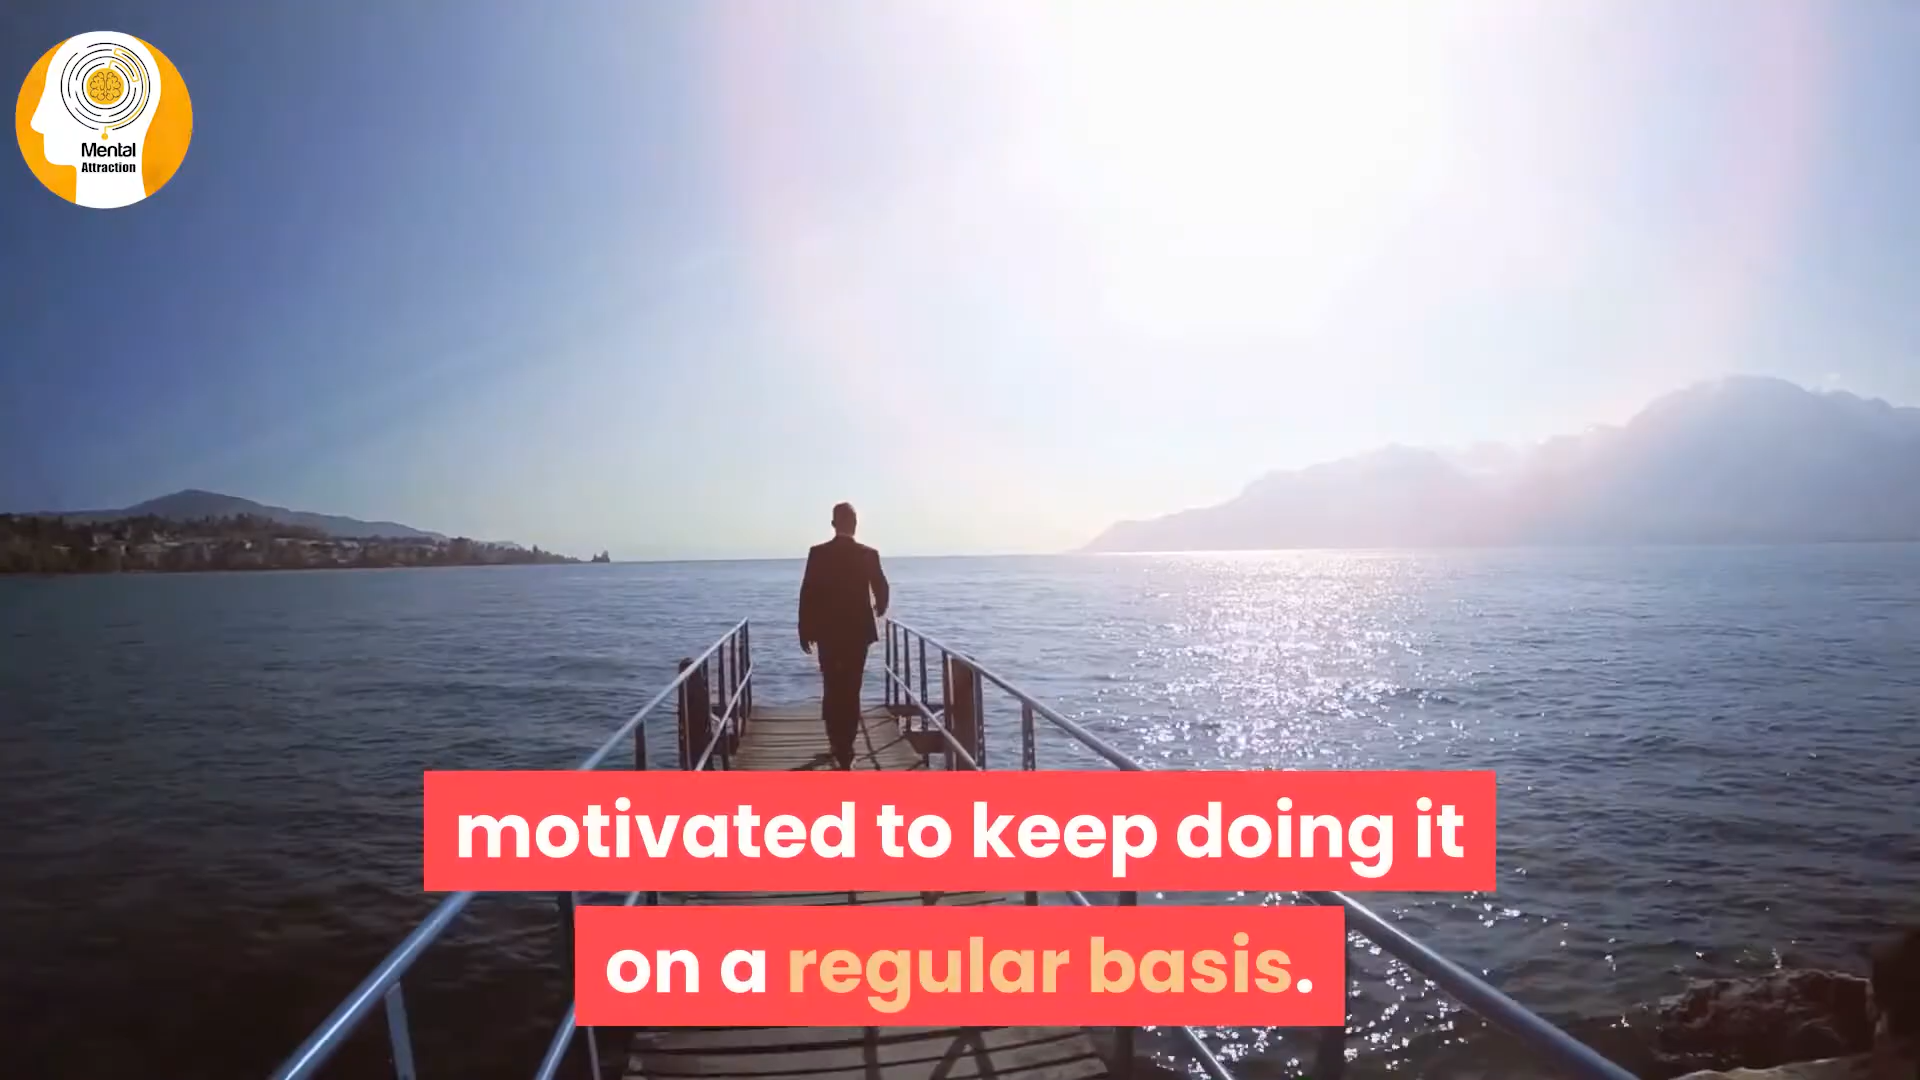 Mental
Attraction
motivated to keep doing it
on a regular basis.